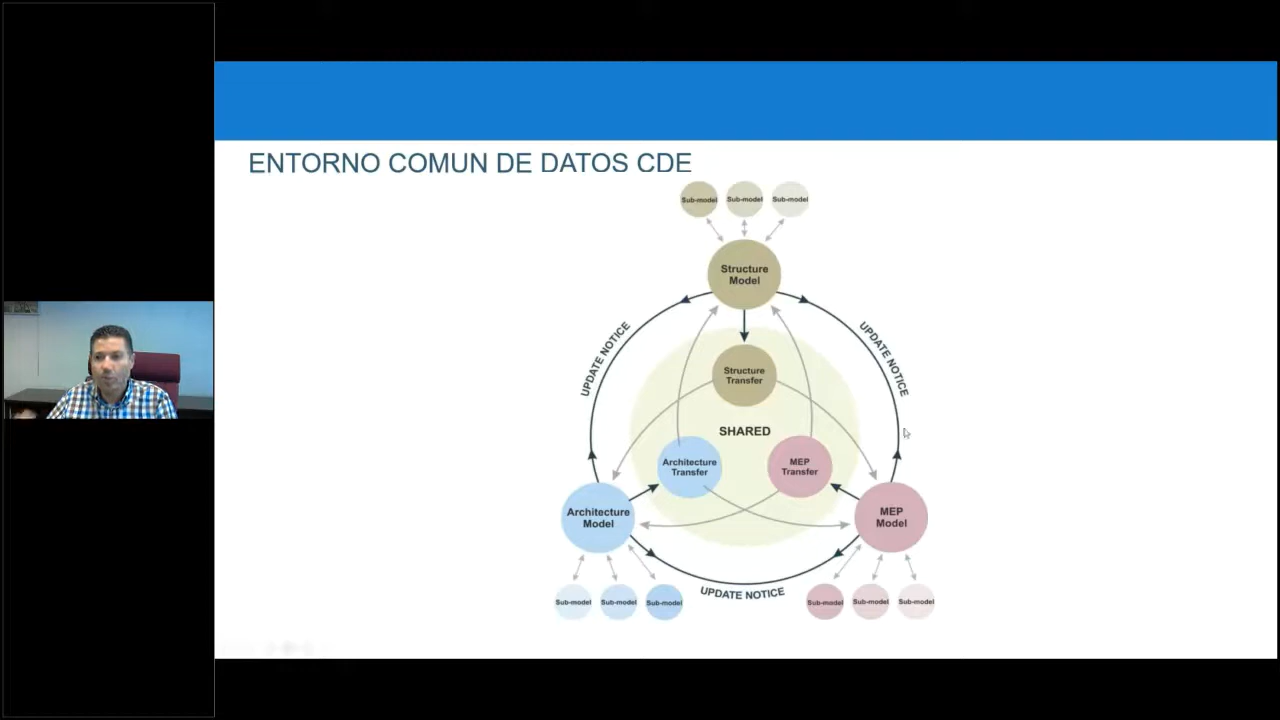 ENTORNO COMUN DE DATOS CDE
Sub-model
Sub-model
Sub-model
Structure
Model
UPDATE NOTICE
UPDATE NOTICE
Structure
Transfer
SHARED
Architecture
Transfer
MEP
Transfer
Architecture
Model
MEP
Model
UPDATE NOTICE
Sub-model
Sub-model
Sub-model
Sub-model
Sub-model
Sub-model